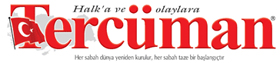 Halk'a ve olaylara
Tercüman
Her sabah dünya yeniden kurulur, her sabah taze bir başlangıçtır